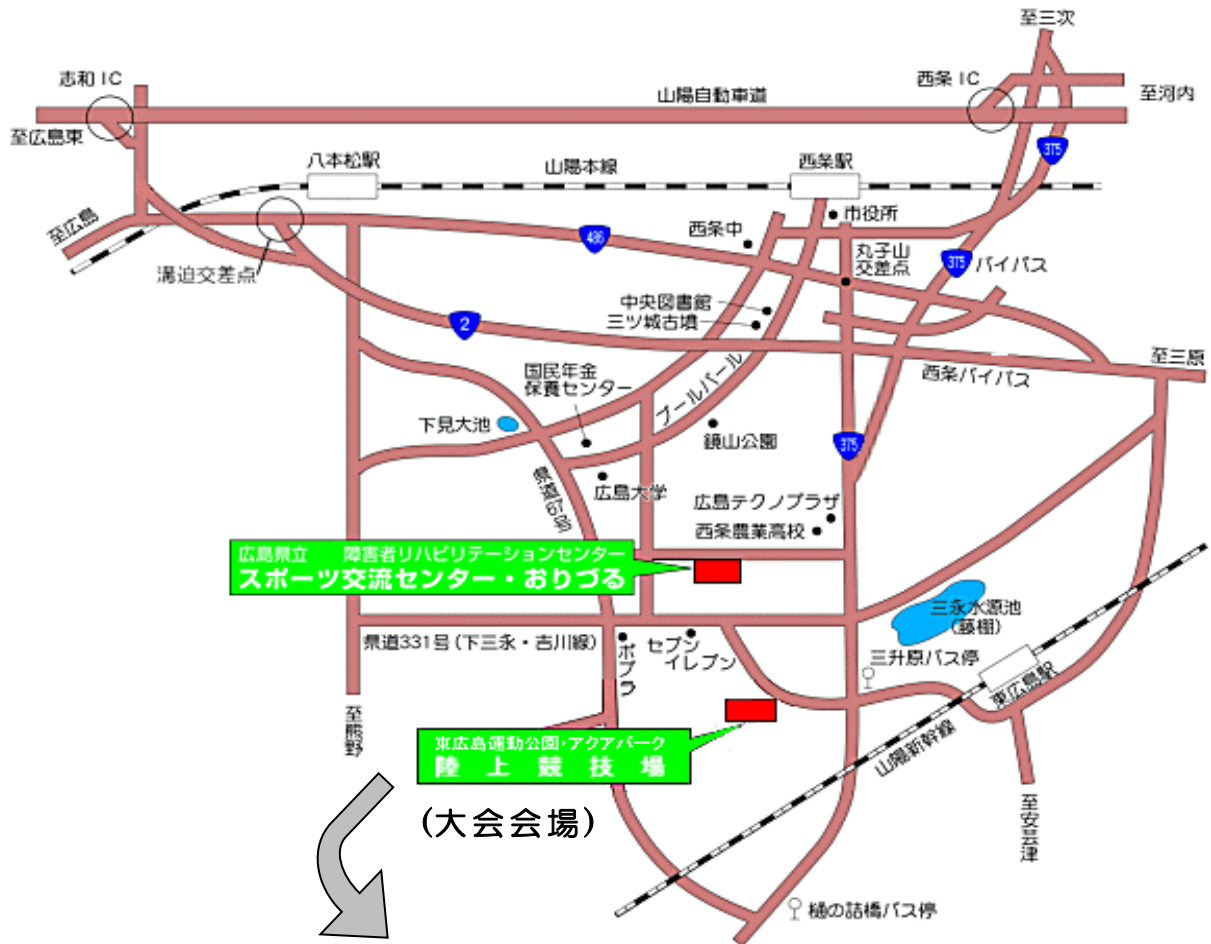 至三次
志和 IC
西条 IC
山陽自動車道
至河内
至広島東
375
八本松駅
山陽本線
西条駅
至広島
市役所
西条中
486
丸子山
交差点
溝迫交差点
375
バイパス
中央図書館
三ツ城古墳
2
至三原
国民年金
保養センター
ブールバール
西条バイパス
下見大池
鏡山公園
375
広島大学
広島テクノプラザ
西条農業高校
広島県立 障害者リハビリテーションセンター
スポーツ交流センター・おりづる
三永水源池
(藤棚)
県道331号(下三永・吉川線)
ポプラ
セブン
イレブン
三升原バス停
東広島駅
至熊野
東広島運動公園・アクアパーク
陸上競技場
山陽新幹線
(大会会場)
至安芸津
樋の詰橋バス停